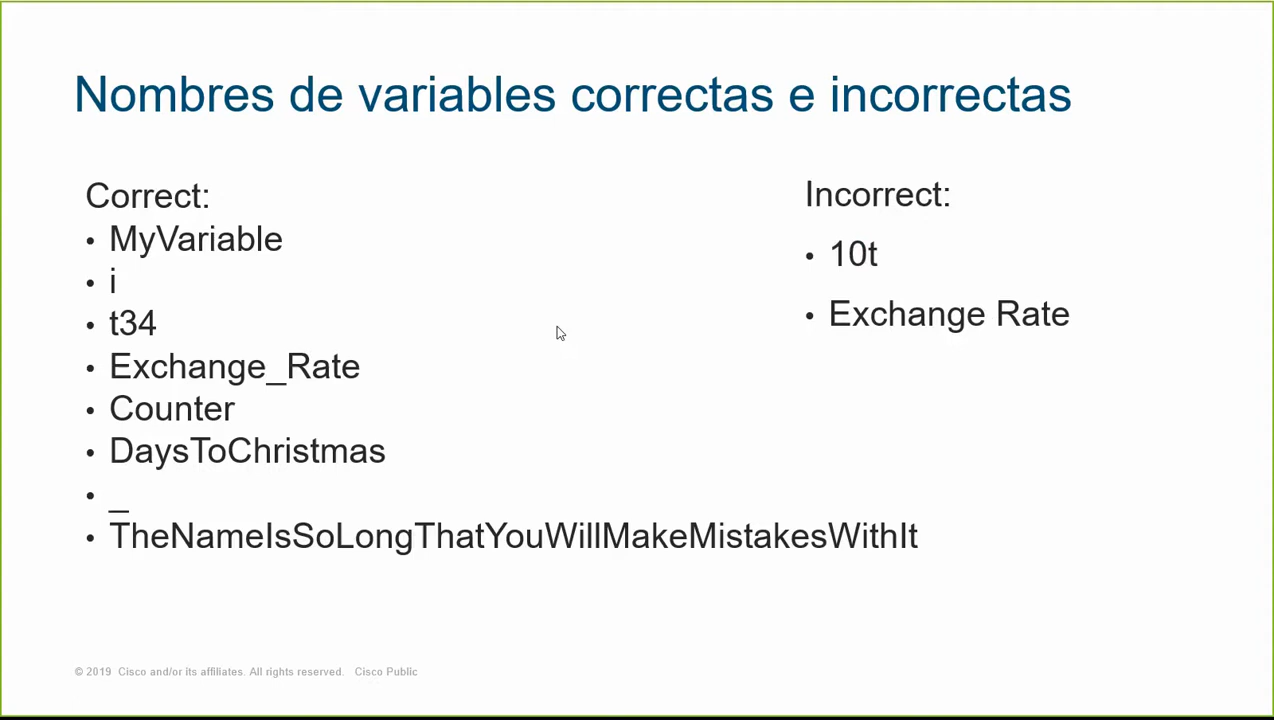 Nombres de variables correctas e incorrectas
Correct:
• MyVariable
• i
• t34
• Exchange_Rate
• Counter
• DaysToChristmas
• _
• TheNameIsSoLongThatYouWillMakeMistakesWithIt
Incorrect:
• 10t
• Exchange Rate
© 2019 Cisco and/or its affiliates. All rights reserved. Cisco Public